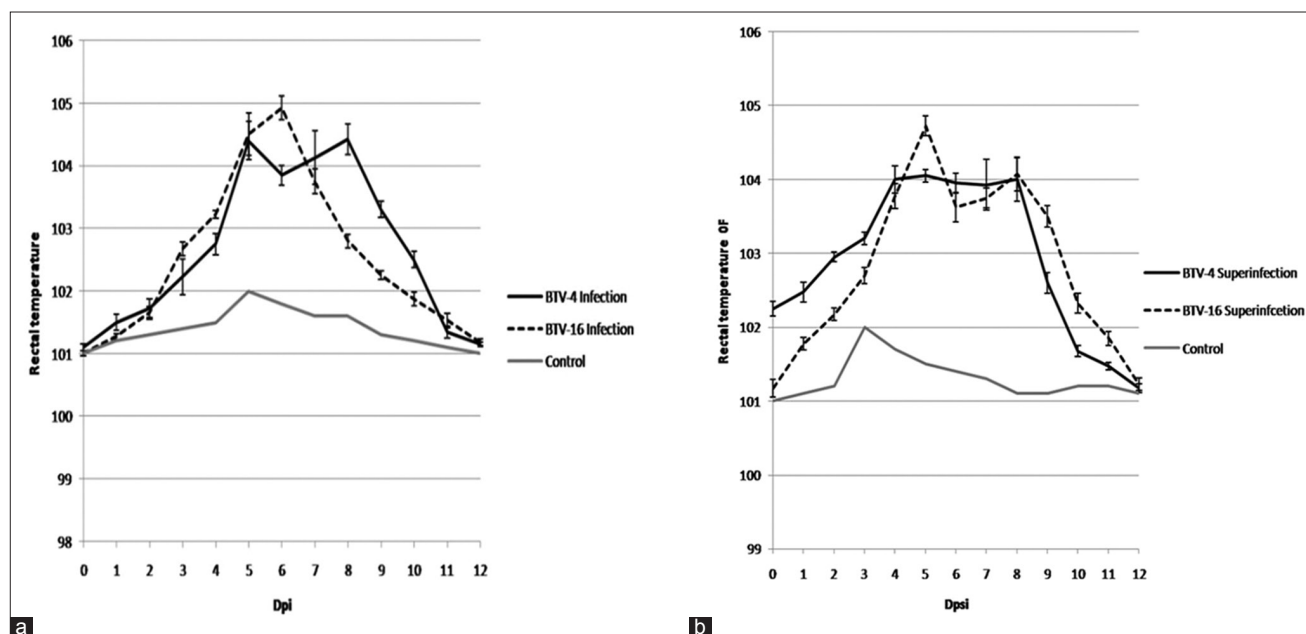 106
105
104
103
102
101
100
99
98
Rectal temperature
0 1 2 3 4 5 6 7 8 9 10 11 12
Dpi
BTV-4 Infection
BTV-16 Infection
Control
a
106
105
104
103
102
101
100
99
Rectal temperature 0F
0 1 2 3 4 5 6 7 8 9 10 11 12
Dpsi
BTV-4 Superinfection
BTV-16 Superinfcetion
Control
b